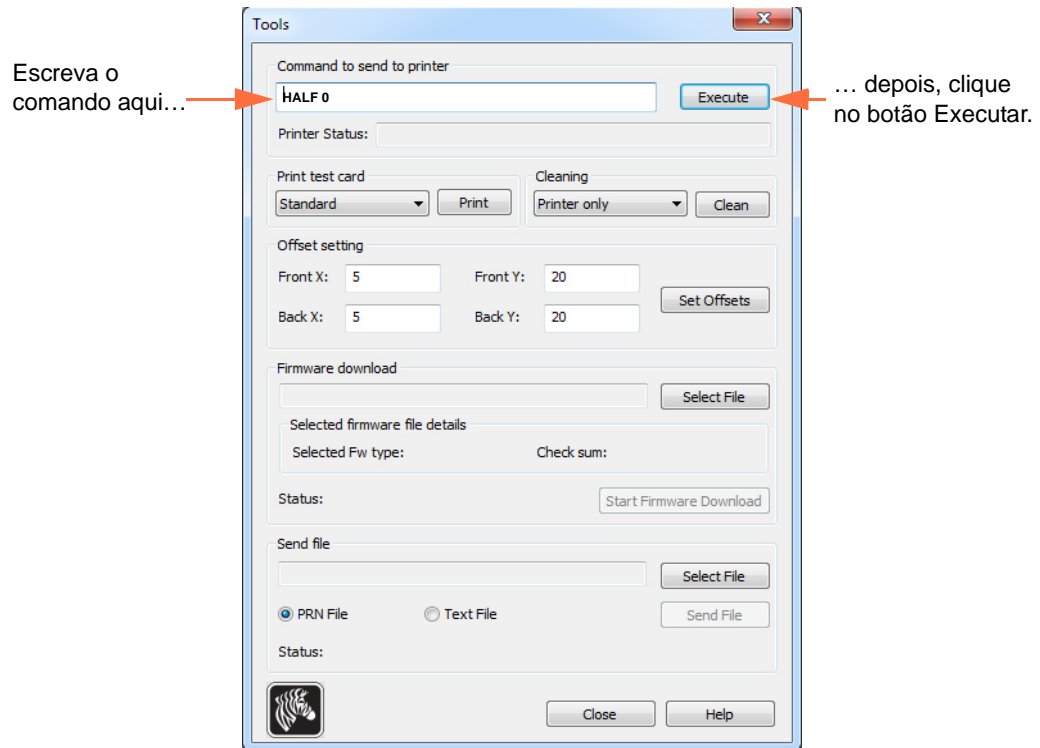 Tools
Escreva o
comando aqui…
Command to send to printer
HALF 0
Execute
… depois, clique
no botão Executar.
Printer Status:
Print test card
Standard
Print
Cleaning
Printer only
Clean
Offset setting
Front X: 5
Front Y: 20
Back X: 5
Back Y: 20
Set Offsets
Firmware download
Select File
Selected firmware file details
Selected Fw type:
Check sum:
Status:
Start Firmware Download
Send file
Select File
PRN File
Text File
Send File
Status:
Close
Help